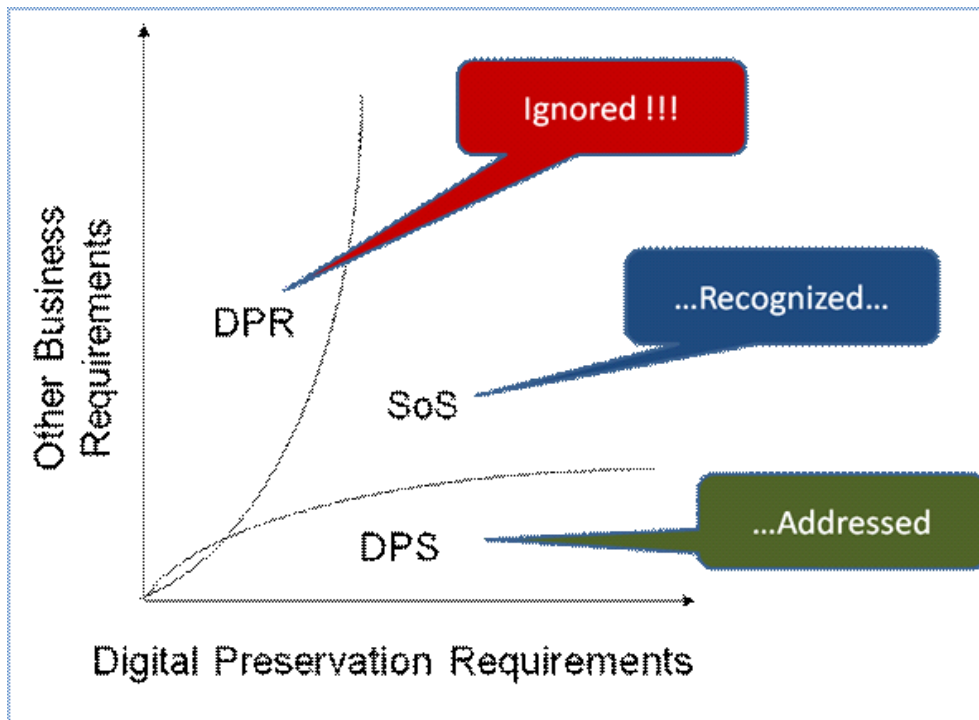 Ignored !!!
Other Business
Requirements
DPR
...Recognized...
SoS
...Addressed
DPS
Digital Preservation Requirements